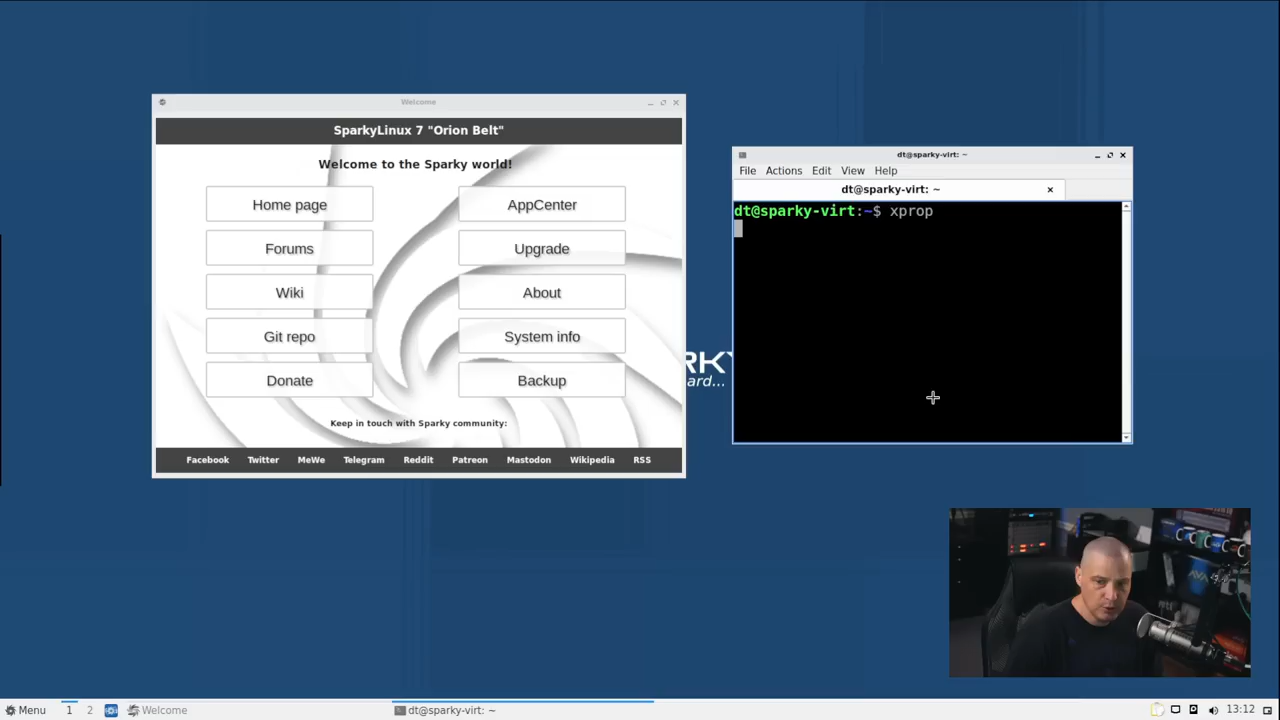 Welcome
SparkyLinux 7 "Orion Belt"
Welcome to the Sparky world!
Home page
AppCenter
Forums
Upgrade
Wiki
About
Git repo
System info
Donate
Backup
Keep in touch with Sparky community:
Facebook Twitter MeWe Telegram Reddit Patreon Mastodon Wikipedia RSS
dt@sparky-virt: ~
File Actions Edit View Help
dt@sparky-virt: ~
dt@sparky-virt:~$ xprop
Menu 1 2 Welcome dt@sparky-virt: ~ 13:12